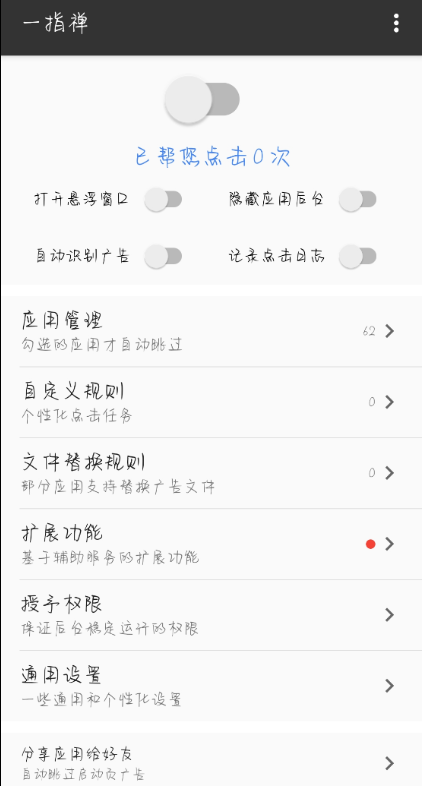 一指禅
已帮您点击0次
打开悬浮窗口 隐藏应用后台
自动识别广告 记录点击日志
应用管理
勾选的应用才自动跳过
62
自定义规则
个性化点击任务
0
文件替换规则
部分应用支持替换广告文件
0
扩展功能
基于辅助服务的扩展功能
授予权限
保证后台稳定运行的权限
通用设置
一些通用和个性化设置
分享应用给好友
自动跳过启动页广告